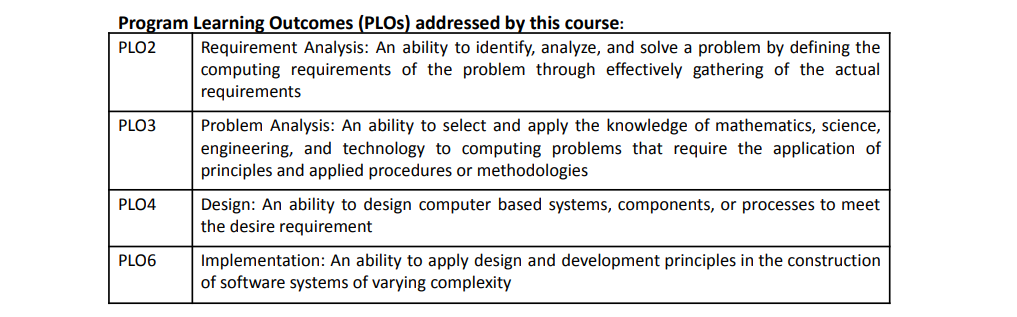 Program Learning Outcomes (PLOs) addressed by this course:
PLO2 Requirement Analysis: An ability to identify, analyze, and solve a problem by defining the
computing requirements of the problem through effectively gathering of the actual
requirements
PLO3 Problem Analysis: An ability to select and apply the knowledge of mathematics, science,
engineering, and technology to computing problems that require the application of
principles and applied procedures or methodologies
PLO4 Design: An ability to design computer based systems, components, or processes to meet
the desire requirement
PLO6 Implementation: An ability to apply design and development principles in the construction
of software systems of varying complexity